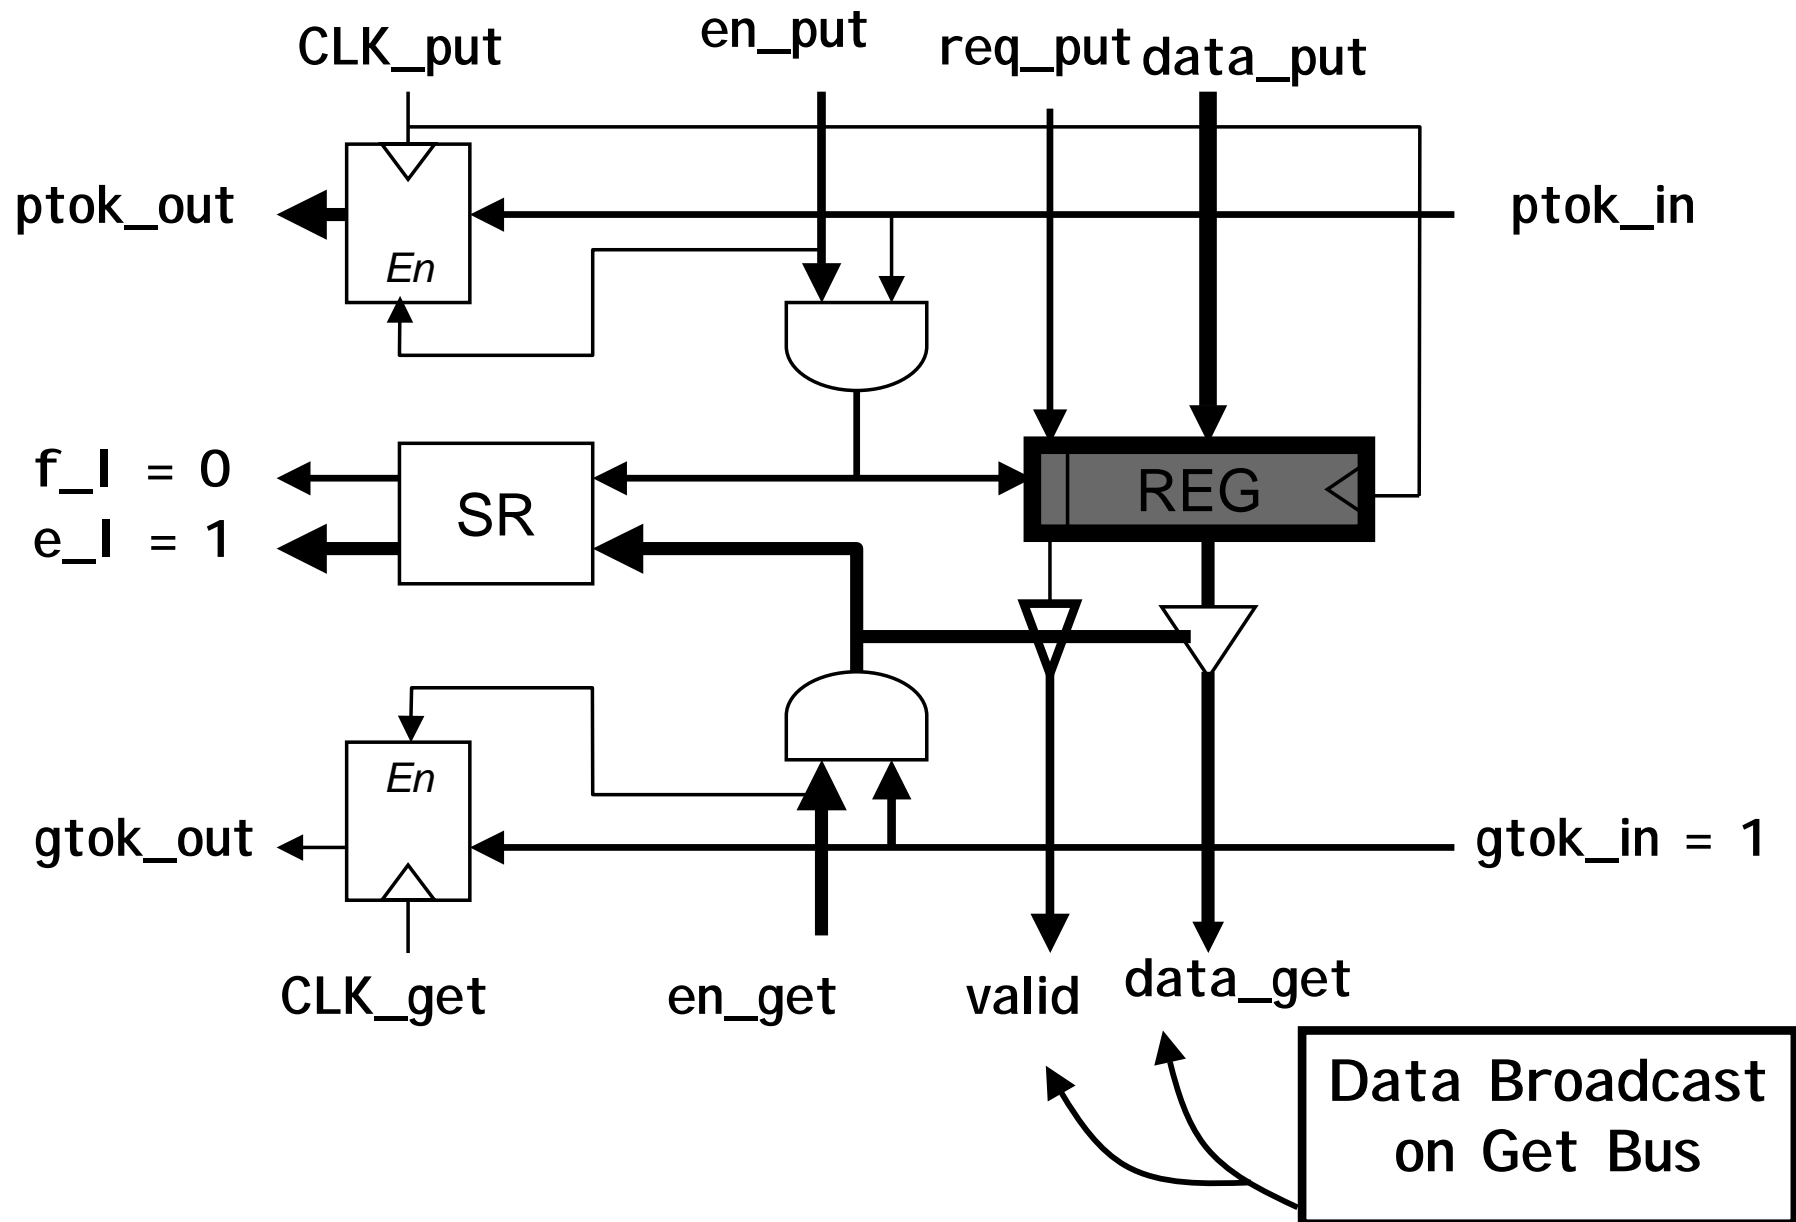 CLK_put
en_put
req_put
data_put
ptok_out
En
ptok_in
f_I = 0
e_I = 1
SR
REG
En
gtok_out
gtok_in = 1
CLK_get
en_get
valid
data_get
Data Broadcast
on Get Bus